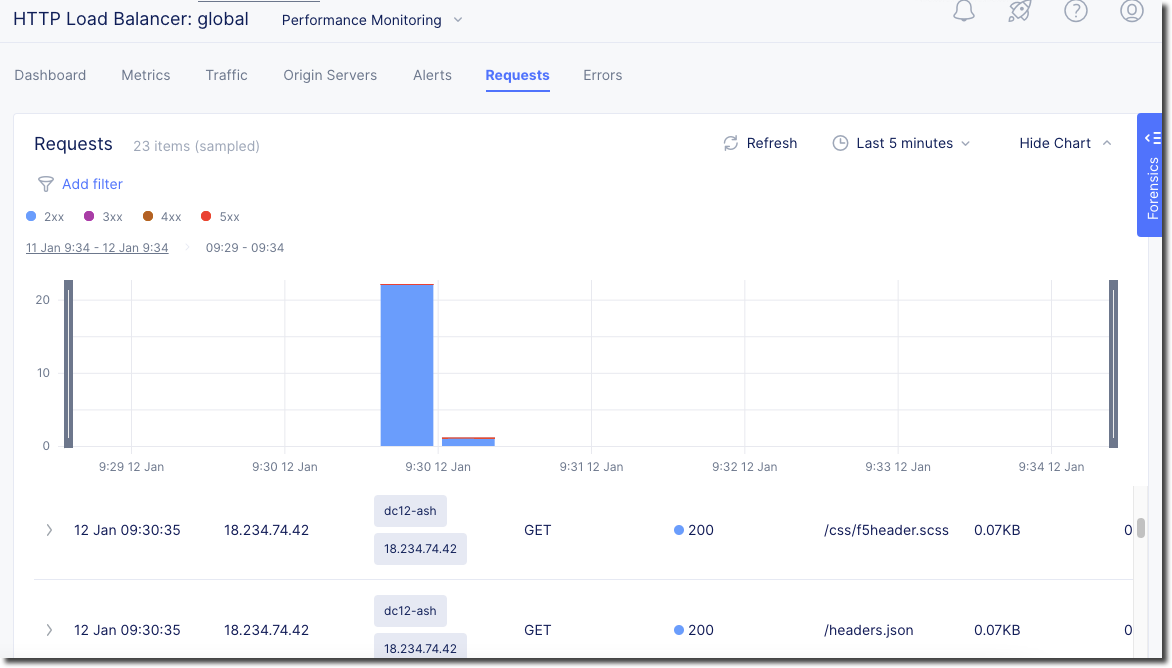 HTTP Load Balancer: global Performance Monitoring
Dashboard Metrics Traffic Origin Servers Alerts Requests Errors
Requests 23 items (sampled) Refresh Last 5 minutes Hide Chart
Forensics
Add filter
2xx 3xx 4xx 5xx
11 Jan 9:34 - 12 Jan 9:34 09:29 - 09:34
20
10
0
9:29 12 Jan 9:30 12 Jan 9:30 12 Jan 9:31 12 Jan 9:32 12 Jan 9:33 12 Jan 9:34 12 Jan
dc12-ash
12 Jan 09:30:35 18.234.74.42 GET 200 /css/f5header.scss 0.07KB 0
18.234.74.42
dc12-ash
12 Jan 09:30:35 18.234.74.42 GET 200 /headers.json 0.07KB 0
18.234.74.42